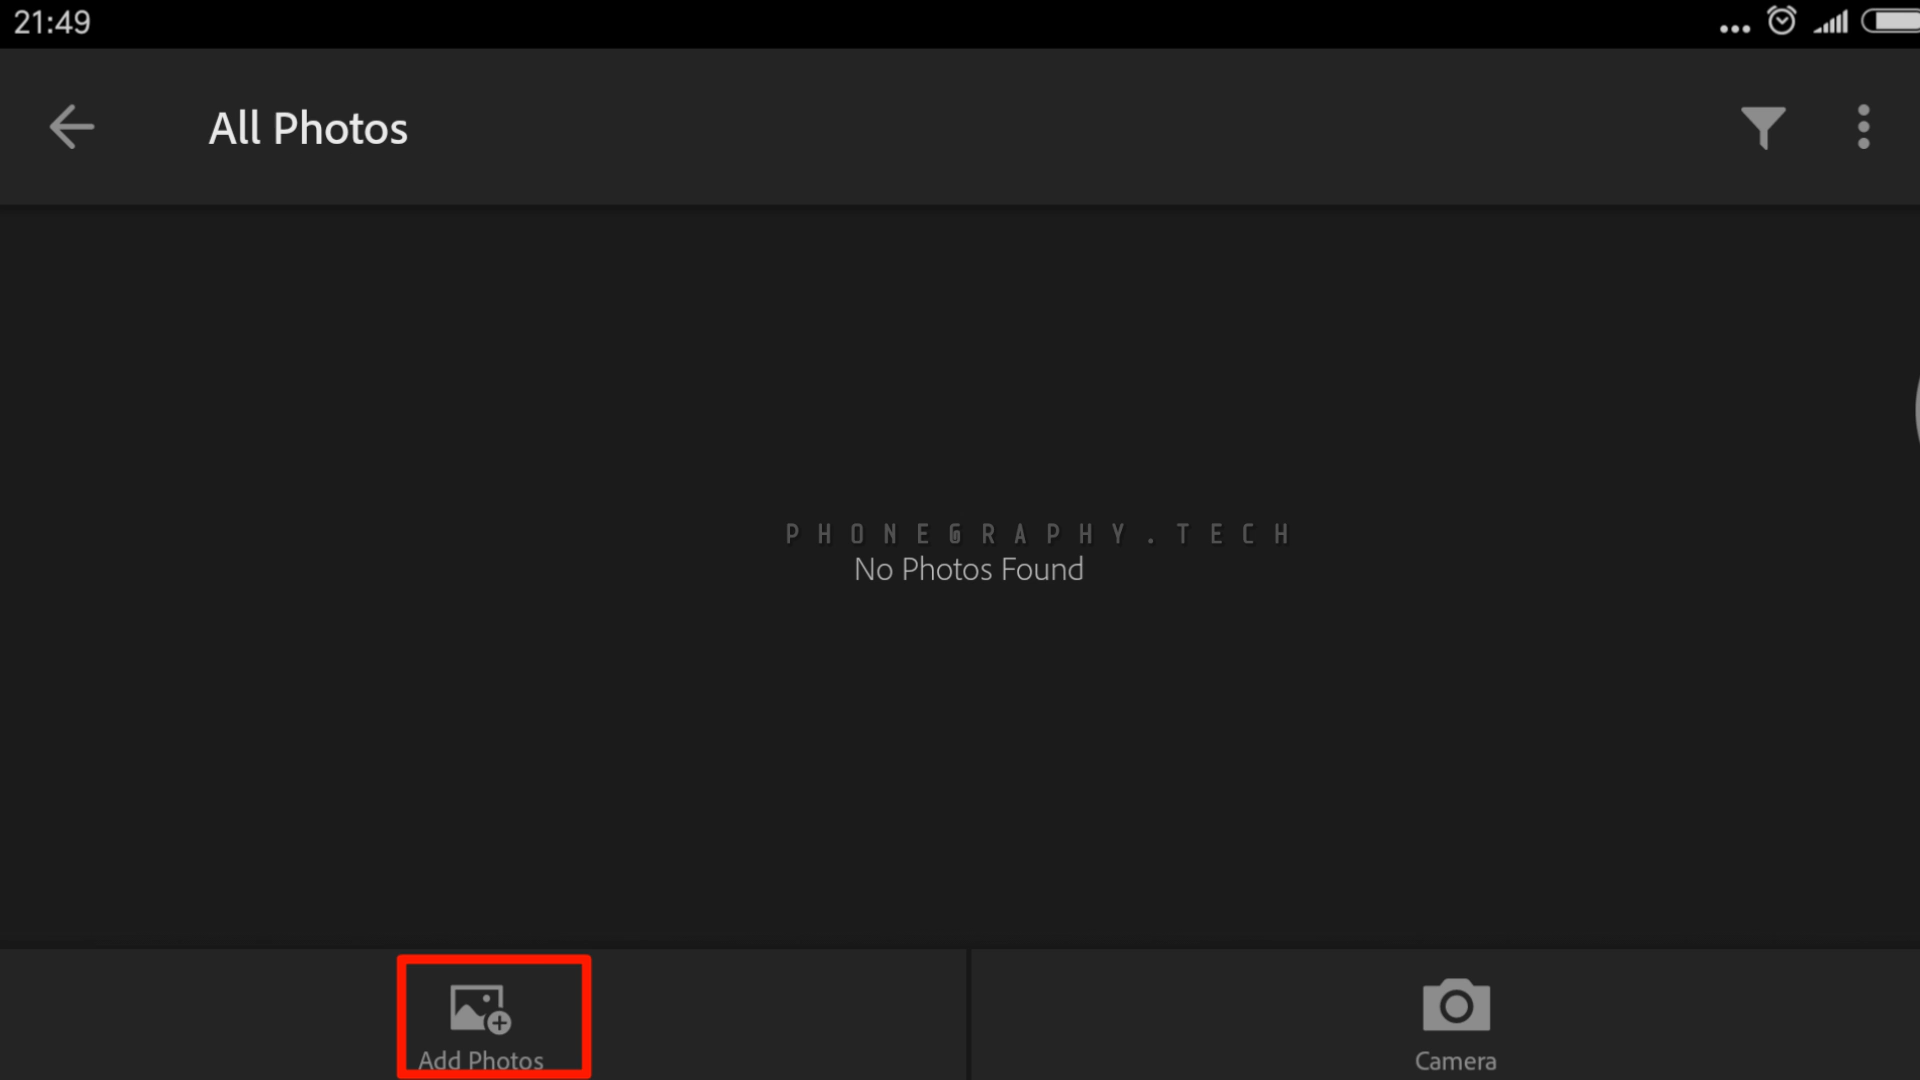 21:49
All Photos
PHONEGRAPHY.TECH
No Photos Found
Add Photos
Camera